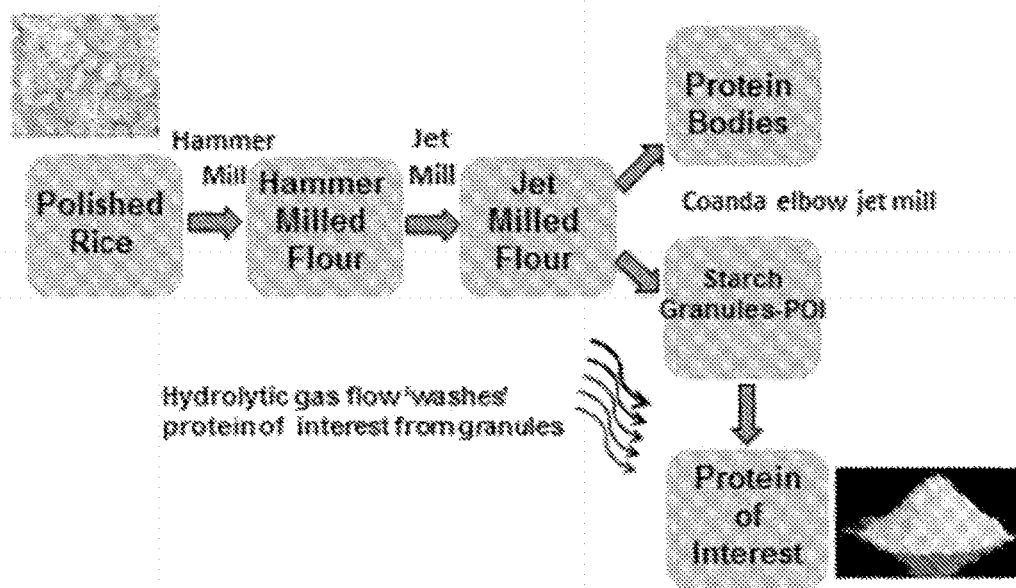 Polished
Rice
Hammer
Mill
Hammer
Milled
Flour
Jet
Mill
Jet
Milled
Flour
Protein
Bodies
Coanda elbow jet mill
Starch
Granules-POI
Hydrolytic gas flow 'washes'
protein of interest from granules
Protein
of
Interest